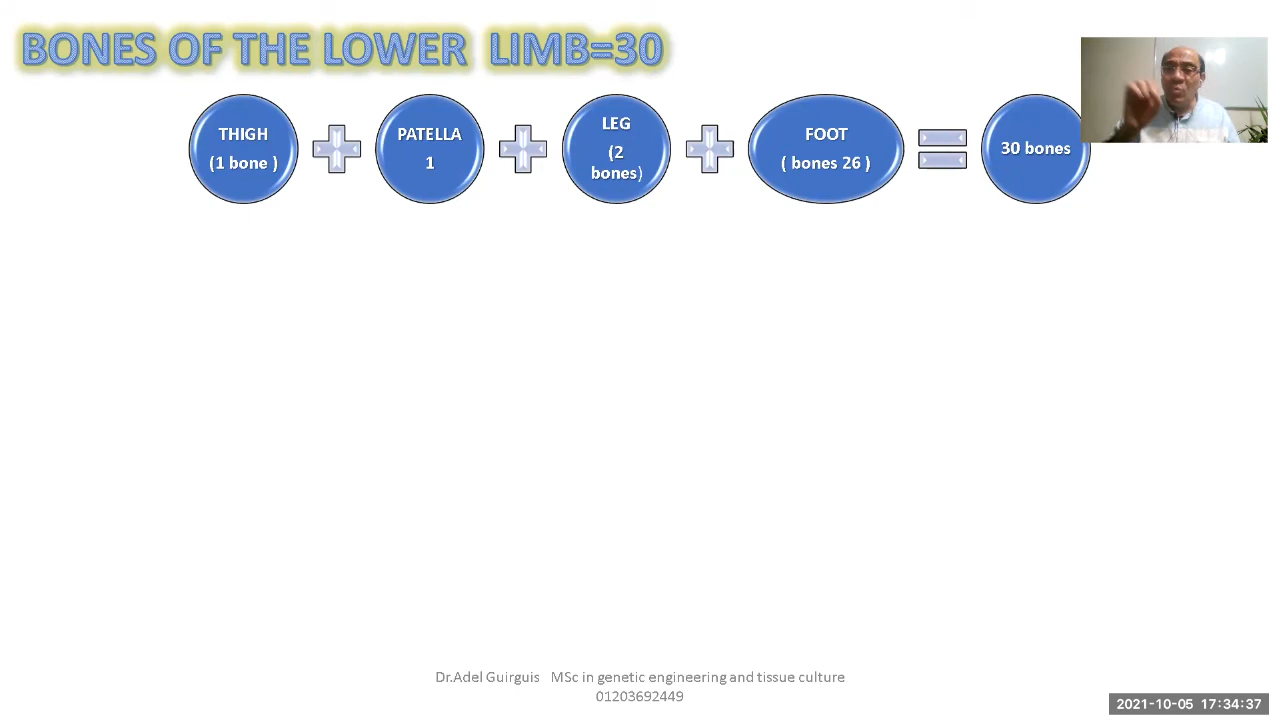 BONES OF THE LOWER LIMB=30
THIGH
(1 bone )
PATELLA
1
LEG
(2
bones)
FOOT
( bones 26 )
30 bones
Dr.Adel Guirguis MSc in genetic engineering and tissue culture
01203692449
2021-10-05 17:34:37